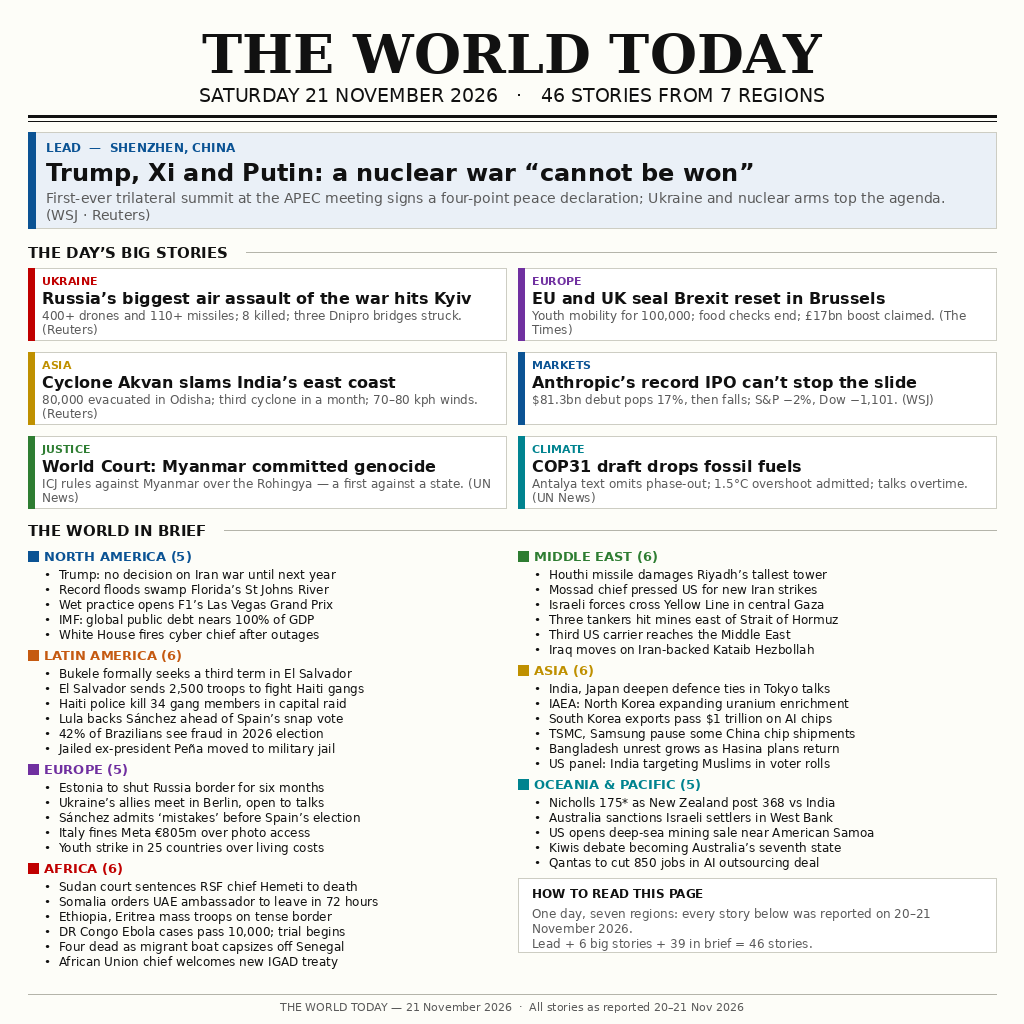 THE WORLD TODAY
SATURDAY 21 NOVEMBER 2026 · 46 STORIES FROM 7 REGIONS
LEAD — SHENZHEN, CHINA
Trump, Xi and Putin: a nuclear war “cannot be won”
First-ever trilateral summit at the APEC meeting signs a four-point peace declaration; Ukraine and nuclear arms top the agenda.
(WSJ · Reuters)
THE DAY’S BIG STORIES
UKRAINE
Russia’s biggest air assault of the war hits Kyiv
400+ drones and 110+ missiles; 8 killed; three Dnipro bridges struck.
(Reuters)
EUROPE
EU and UK seal Brexit reset in Brussels
Youth mobility for 100,000; food checks end; £17bn boost claimed. (The
Times)
ASIA
Cyclone Akvan slams India’s east coast
80,000 evacuated in Odisha; third cyclone in a month; 70–80 kph winds.
(Reuters)
MARKETS
Anthropic’s record IPO can’t stop the slide
$81.3bn debut pops 17%, then falls; S&P −2%, Dow −1,101. (WSJ)
JUSTICE
World Court: Myanmar committed genocide
ICJ rules against Myanmar over the Rohingya — a first against a state. (UN
News)
CLIMATE
COP31 draft drops fossil fuels
Antalya text omits phase-out; 1.5°C overshoot admitted; talks overtime.
(UN News)
THE WORLD IN BRIEF
NORTH AMERICA (5)
• Trump: no decision on Iran war until next year
• Record floods swamp Florida’s St Johns River
• Wet practice opens F1’s Las Vegas Grand Prix
• IMF: global public debt nears 100% of GDP
• White House fires cyber chief after outages
LATIN AMERICA (6)
• Bukele formally seeks a third term in El Salvador
• El Salvador sends 2,500 troops to fight Haiti gangs
• Haiti police kill 34 gang members in capital raid
• Lula backs Sánchez ahead of Spain’s snap vote
• 42% of Brazilians see fraud in 2026 election
• Jailed ex-president Peña moved to military jail
EUROPE (5)
• Estonia to shut Russia border for six months
• Ukraine’s allies meet in Berlin, open to talks
• Sánchez admits ‘mistakes’ before Spain’s election
• Italy fines Meta €805m over photo access
• Youth strike in 25 countries over living costs
AFRICA (6)
• Sudan court sentences RSF chief Hemeti to death
• Somalia orders UAE ambassador to leave in 72 hours
• Ethiopia, Eritrea mass troops on tense border
• DR Congo Ebola cases pass 10,000; trial begins
• Four dead as migrant boat capsizes off Senegal
• African Union chief welcomes new IGAD treaty
MIDDLE EAST (6)
• Houthi missile damages Riyadh’s tallest tower
• Mossad chief pressed US for new Iran strikes
• Israeli forces cross Yellow Line in central Gaza
• Three tankers hit mines east of Strait of Hormuz
• Third US carrier reaches the Middle East
• Iraq moves on Iran-backed Kataib Hezbollah
ASIA (6)
• India, Japan deepen defence ties in Tokyo talks
• IAEA: North Korea expanding uranium enrichment
• South Korea exports pass $1 trillion on AI chips
• TSMC, Samsung pause some China chip shipments
• Bangladesh unrest grows as Hasina plans return
• US panel: India targeting Muslims in voter rolls
OCEANIA & PACIFIC (5)
• Nicholls 175* as New Zealand post 368 vs India
• Australia sanctions Israeli settlers in West Bank
• US opens deep-sea mining sale near American Samoa
• Kiwis debate becoming Australia’s seventh state
• Qantas to cut 850 jobs in AI outsourcing deal
HOW TO READ THIS PAGE
One day, seven regions: every story below was reported on 20–21
November 2026.
Lead + 6 big stories + 39 in brief = 46 stories.
THE WORLD TODAY — 21 November 2026 · All stories as reported 20–21 Nov 2026